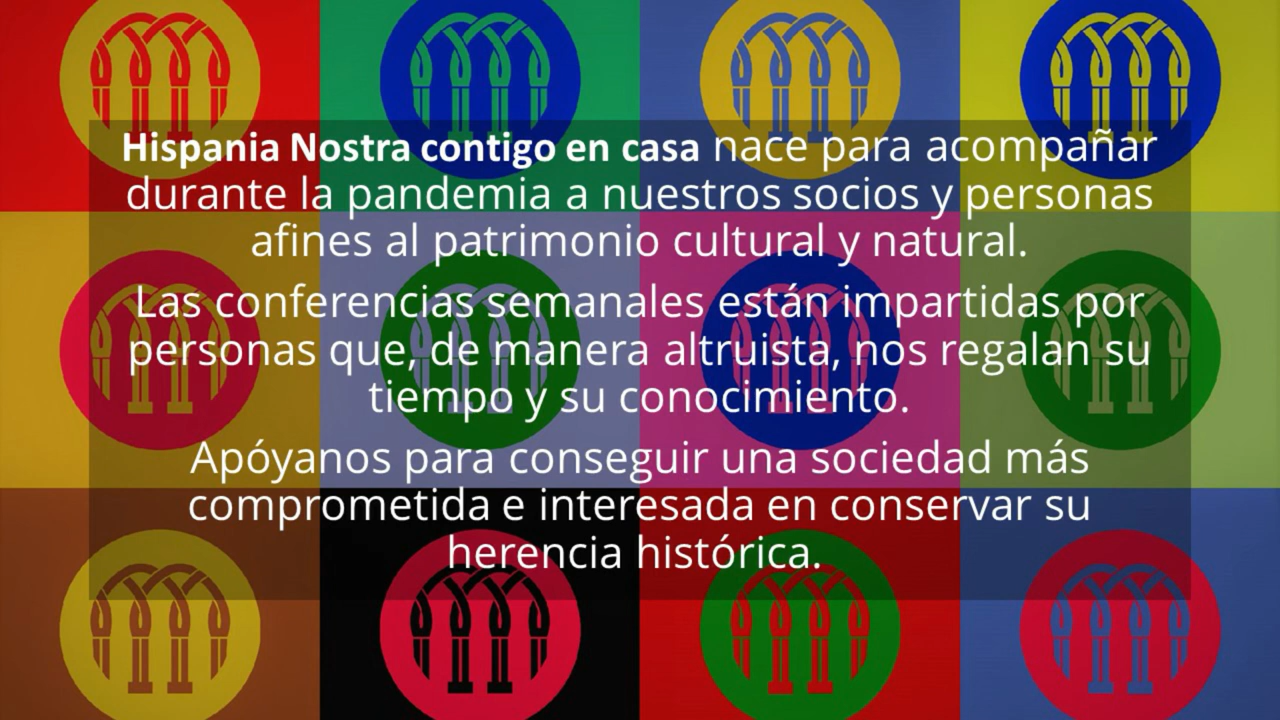 Hispania Nostra contigo en casa nace para acompañar
durante la pandemia a nuestros socios y personas
afines al patrimonio cultural y natural.
Las conferencias semanales están impartidas por
personas que, de manera altruista, nos regalan su
tiempo y su conocimiento.
Apóyanos para conseguir una sociedad más
comprometida e interesada en conservar su
herencia histórica.